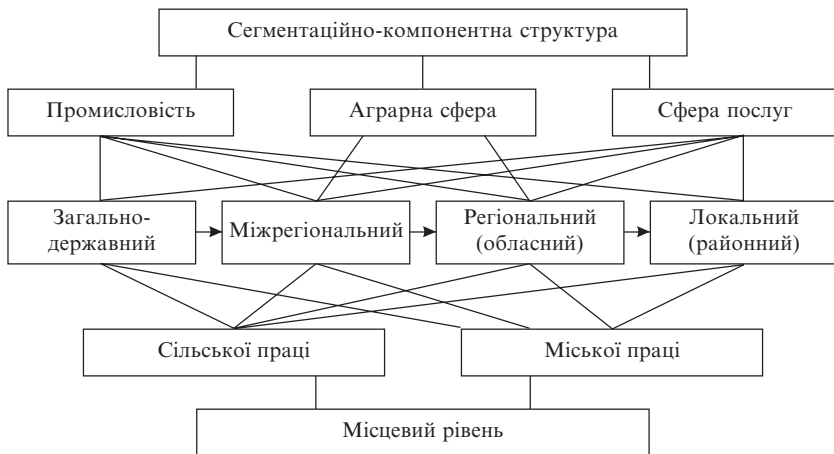 Сегментаційно-компонентна структура
Промисловість
Аграрна сфера
Сфера послуг
Загально-
державний
Міжрегіональний
Регіональний
(обласний)
Локальний
(районний)
Сільської праці
Міської праці
Місцевий рівень